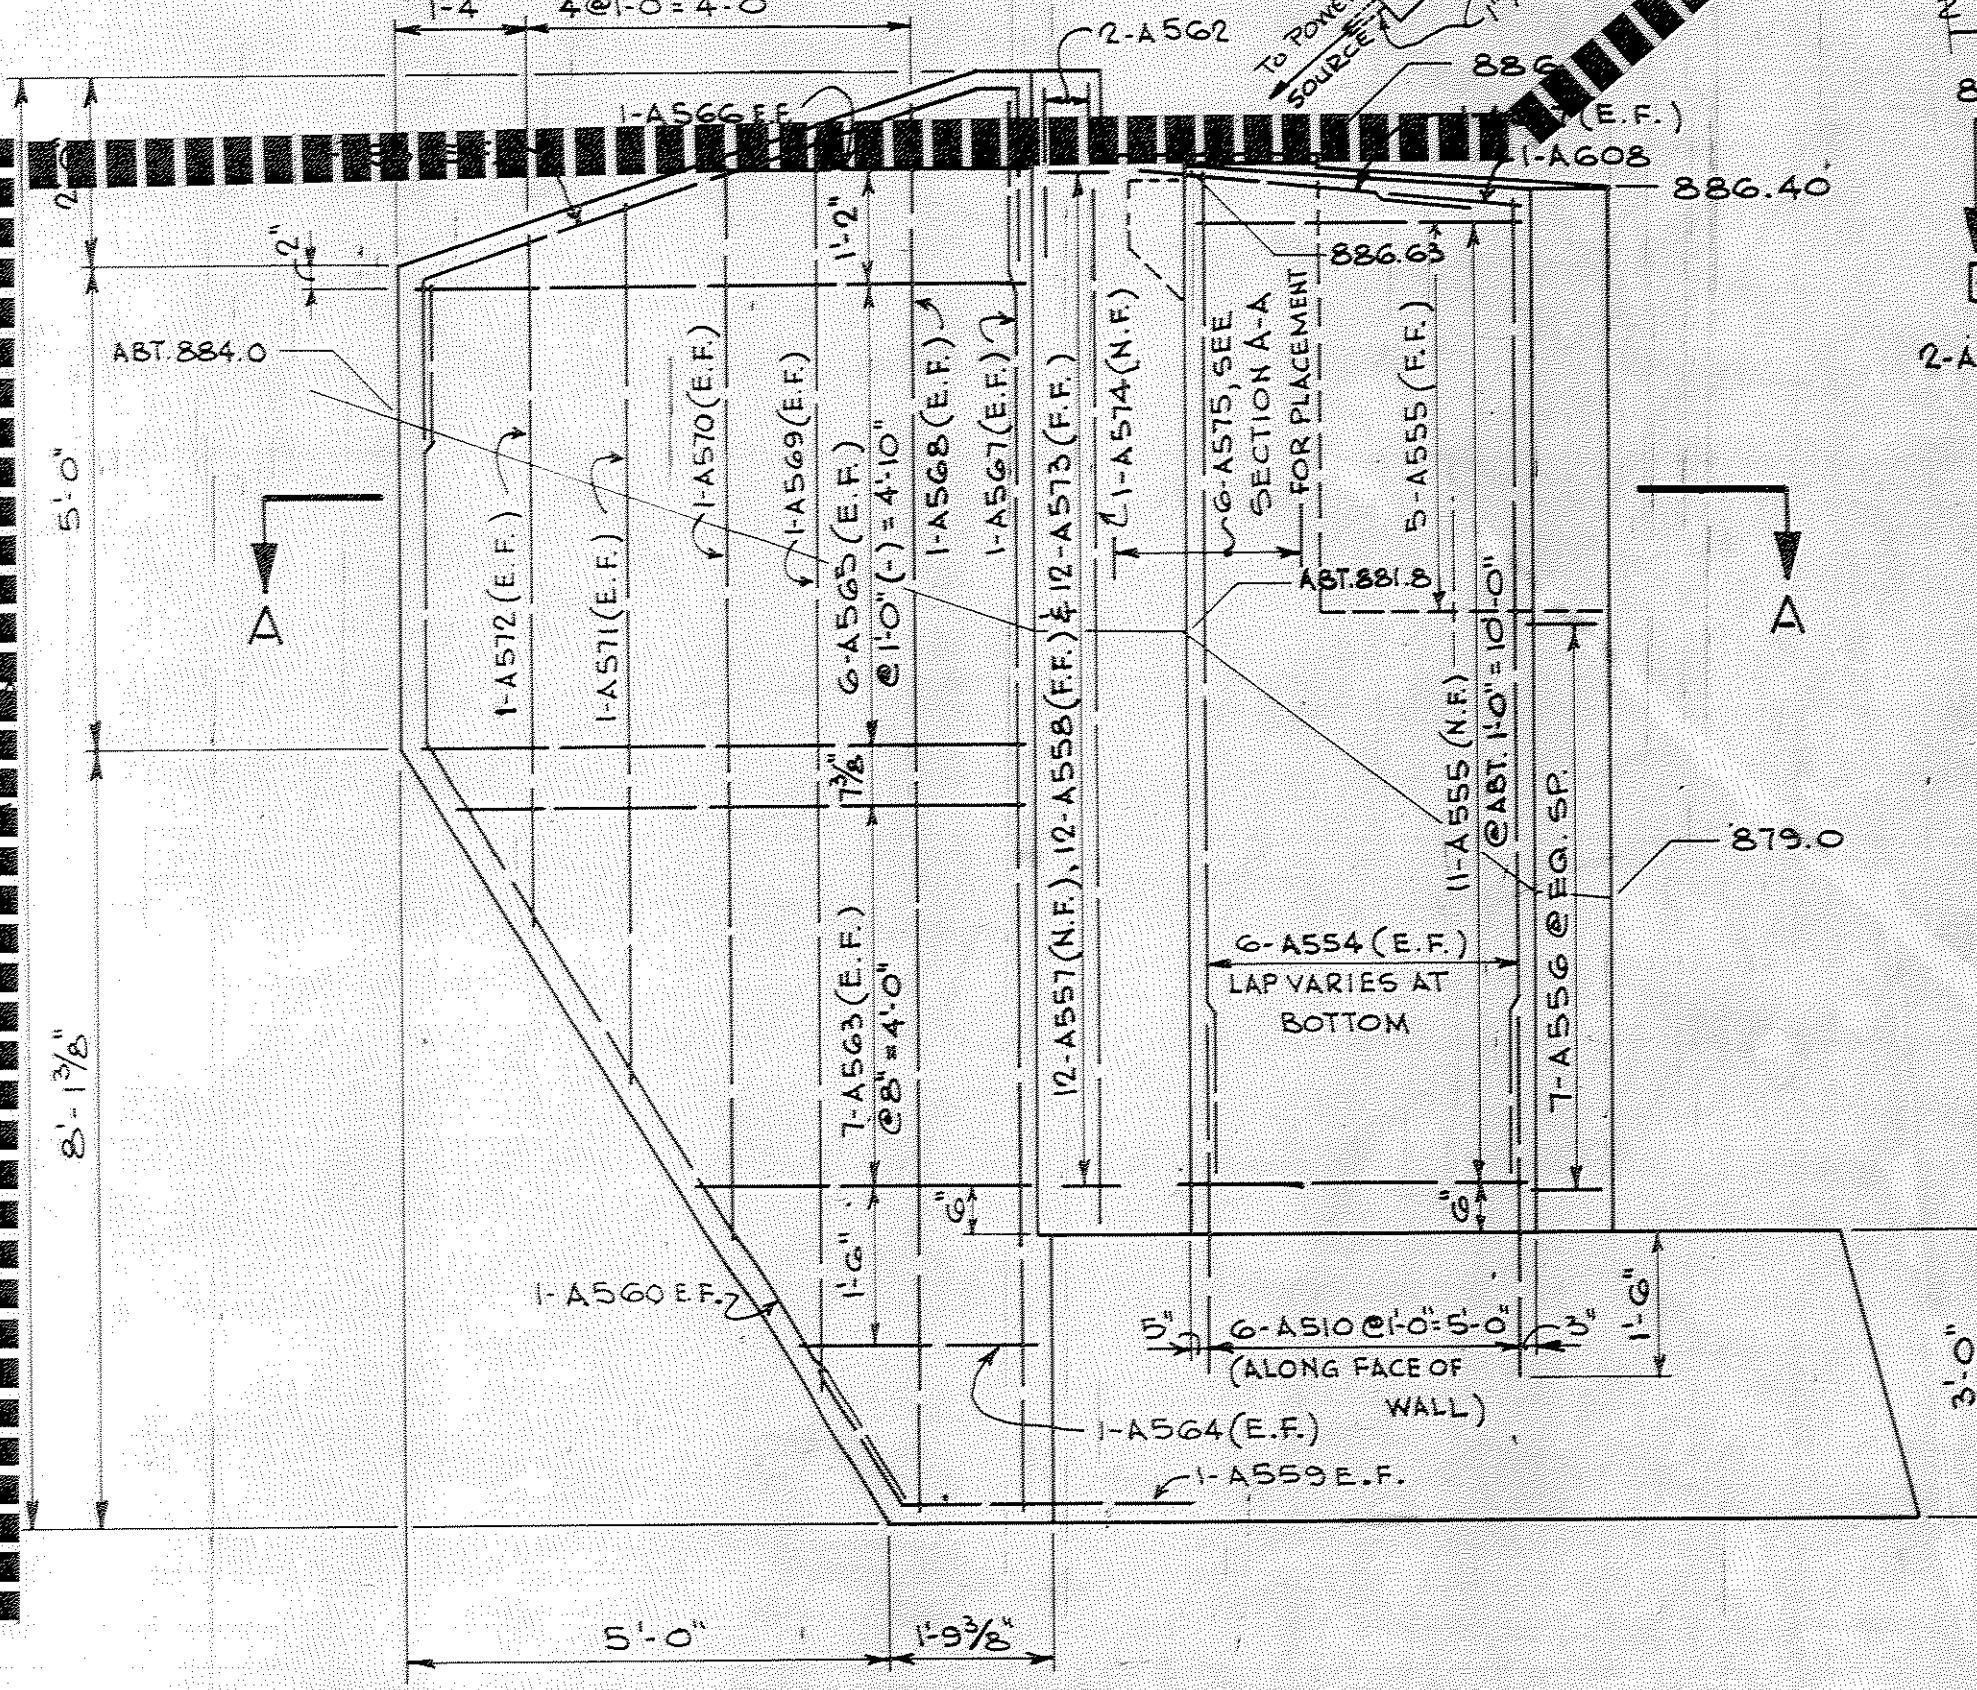 1-4
4@1-0=4-0
2-A562
TO POWER
SOURCE
886
1-A566 E.F.
(E.F.)
1-A608
886.40
2"
1'-2"
886.63
ABT. 884.0
5'-0"
A
A
1-A572 (E.F.)
1-A571 (E.F.)
1-A570 (E.F.)
1-A569 (E.F.)
6-A565 (E.F.)
@ 1'-0"(-) = 4'-10"
1-A568 (E.F.)
1-A567 (E.F.)
12-A557 (N.F.), 12-A558 (F.F.) & 12-A573 (F.F.)
1-A574 (N.F.)
6-A575, SEE
SECTION A-A
FOR PLACEMENT
5-A555 (F.F.)
ABT. 881.8
2-A
7 3/8"
11-A555 (N.F.)
@ ABT. 1'-0" = 10'-0"
7-A556 @ EQ. SP.
879.0
8'-1 3/8"
7-A563 (E.F.)
@ 8" = 4'-0"
6-A554 (E.F.)
LAP VARIES AT
BOTTOM
6"
6"
1'-6"
1'-6"
1-A560 E.F.
5"
6-A510 @ 1'-0" = 5'-0"
3"
(ALONG FACE OF
WALL)
3'-0"
1-A564 (E.F.)
1-A559 E.F.
5'-0"
1'-9 3/8"